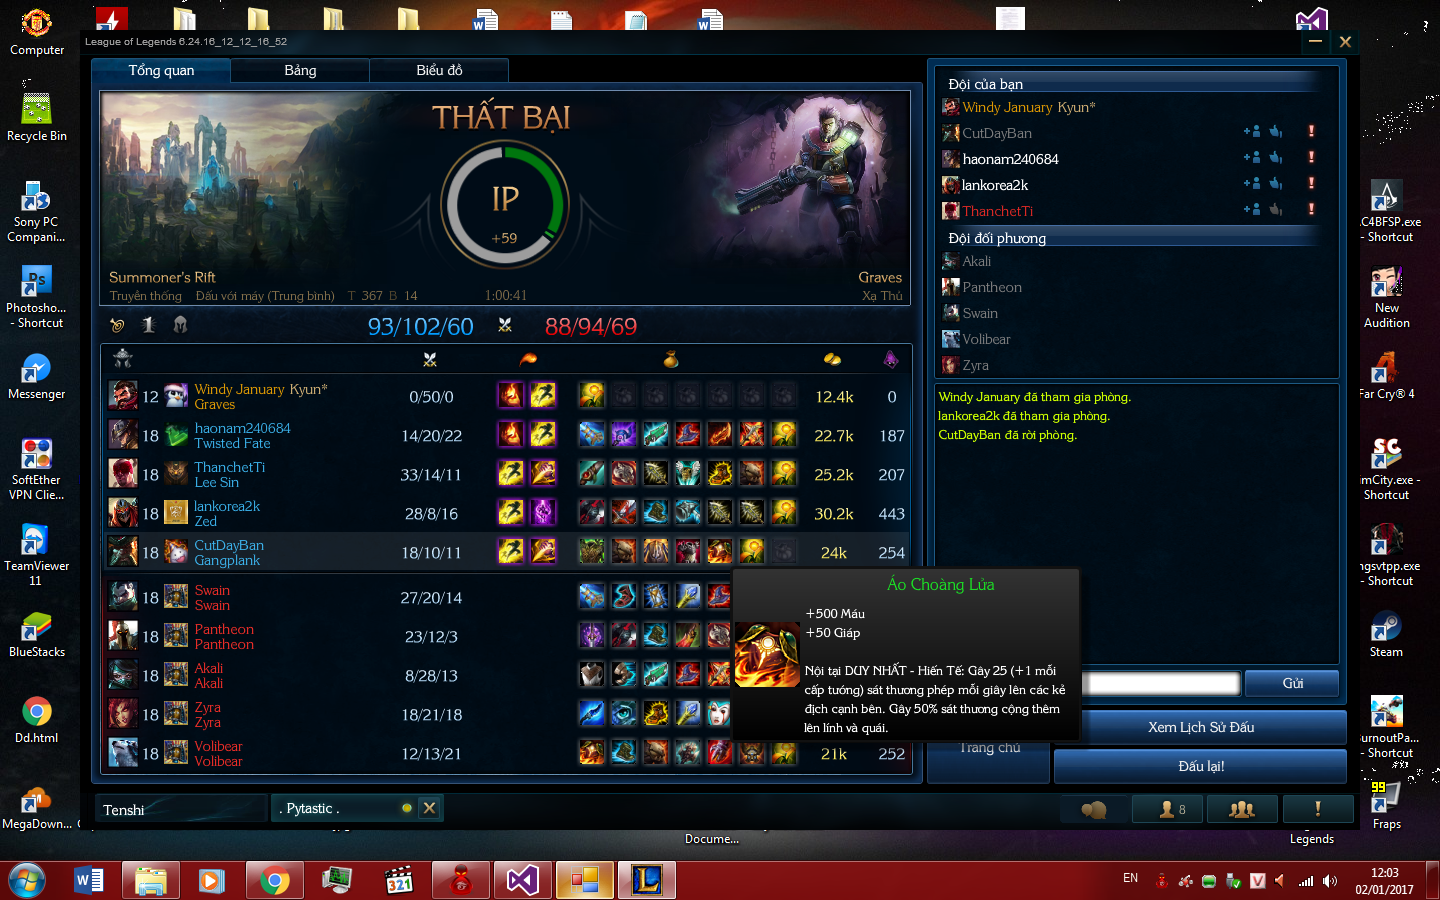 League of Legends 6.24.16_12_12_16_52
Tổng quan
Bảng
Biểu đồ
THẤT BẠI
IP
+59
Summoner's Rift
Graves
Truyền thống Đấu với máy (Trung bình) T 367 B 14 1:00:41
Xạ Thủ
93/102/60
88/94/69
12 Windy January Kyun* 0/50/0 12.4k 0
Graves
18 haonam240684 14/20/22 22.7k 187
Twisted Fate
18 ThanchetTi 33/14/11 25.2k 207
Lee Sin
18 lankorea2k 28/8/16 30.2k 443
Zed
18 CutDayBan 18/10/11 24k 254
Gangplank
18 Swain 27/20/14
Swain
18 Pantheon 23/12/3
Pantheon
18 Akali 8/28/13
Akali
18 Zyra 18/21/18
Zyra
18 Volibear 12/13/21 21k 252
Volibear
Áo Choàng Lửa
+500 Máu
+50 Giáp
Nội tại DUY NHẤT - Hiến Tế: Gây 25 (+1 mỗi
cấp tướng) sát thương phép mỗi giây lên các kẻ
địch cạnh bên. Gây 50% sát thương cộng thêm
lên lính và quái.
Đội của bạn
Windy January Kyun*
CutDayBan
haonam240684
lankorea2k
ThanchetTi
Đội đối phương
Akali
Pantheon
Swain
Volibear
Zyra
Windy January đã tham gia phòng.
lankorea2k đã tham gia phòng.
CutDayBan đã rời phòng.
Gửi
Xem Lịch Sử Đấu
Trang chủ
Đấu lại!
Tenshi
. Pytastic .
8
Computer
Recycle Bin
Sony PC
Compani...
Photosho...
- Shortcut
Messenger
SoftEther
VPN Clie...
TeamViewer
11
BlueStacks
Dd.html
MegaDown...
Docume...
C4BFSP.exe
- Shortcut
New
Audition
Far Cry® 4
imCity.exe -
Shortcut
ngsvtpp.exe
- Shortcut
Steam
urnoutPa...
- Shortcut
99
Fraps
Legends
321
EN
12:03
02/01/2017